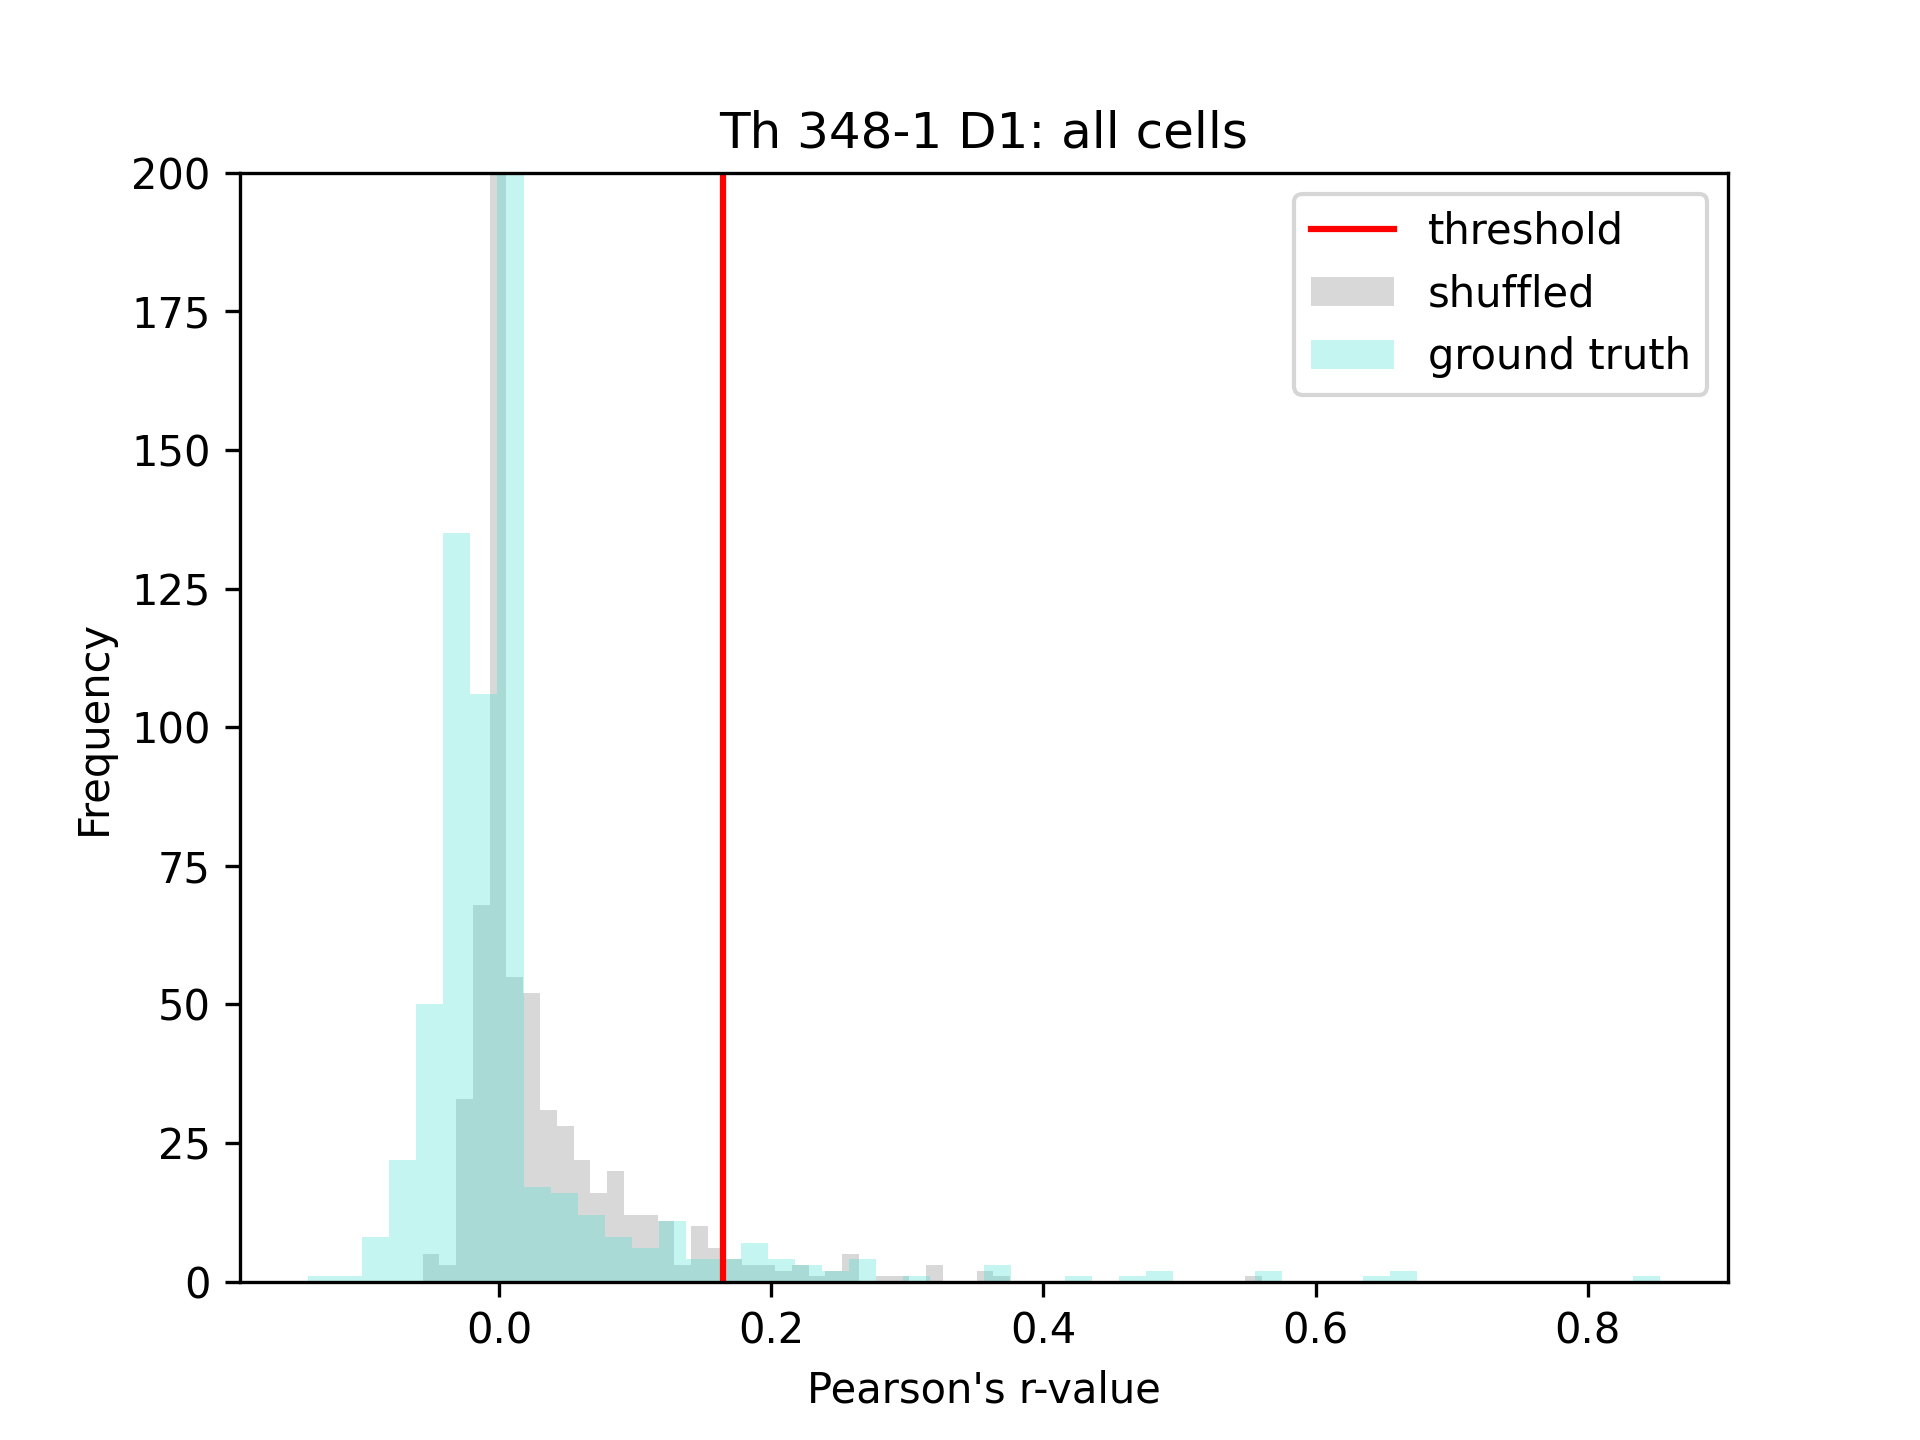 Th 348-1 D1: all cells
200
175
150
125
100
75
50
25
0
Frequency
threshold
shuffled
ground truth
0.0 0.2 0.4 0.6 0.8
Pearson's r-value